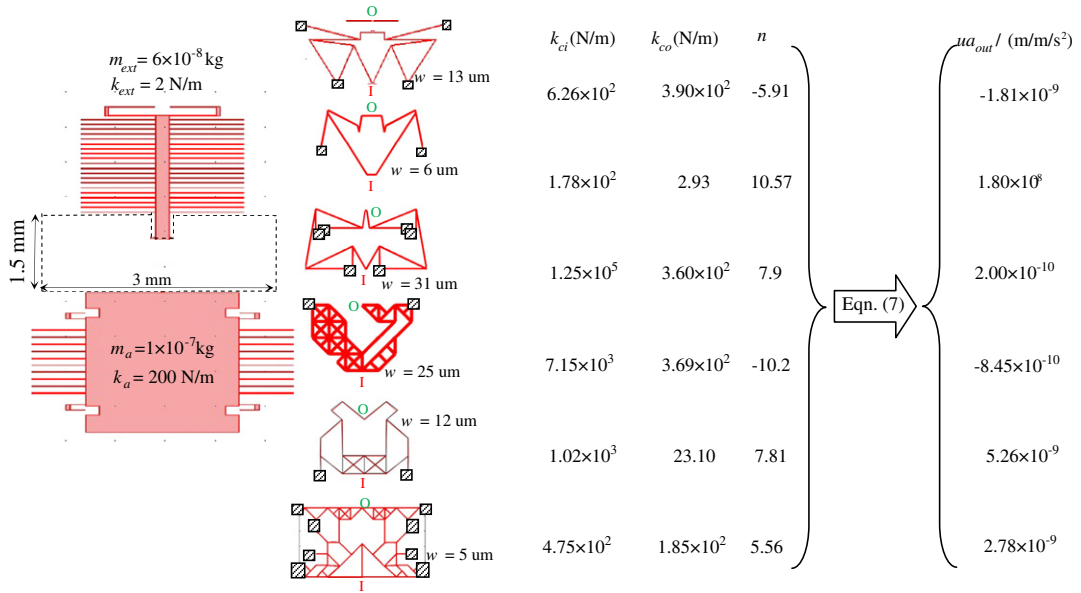 m_ext = 6×10^-8 kg
k_ext = 2 N/m
1.5 mm
3 mm
m_a =1×10^-7kg
k_a = 200 N/m
O
w = 13 um
I
O
w = 6 um
I
O
I
w = 31 um
O
w = 25 um
I
w = 12 um
O
I
O
w = 5 um
I
k_ci (N/m) k_co (N/m) n
6.26×10^2 3.90×10^2 -5.91
1.78×10^2 2.93 10.57
1.25×10^5 3.60×10^2 7.9
7.15×10^3 3.69×10^2 -10.2
1.02×10^3 23.10 7.81
4.75×10^2 1.85×10^2 5.56
Eqn. (7)
ua_out / (m/m/s^2)
-1.81×10^-9
1.80×10^8
2.00×10^-10
-8.45×10^-10
5.26×10^-9
2.78×10^-9